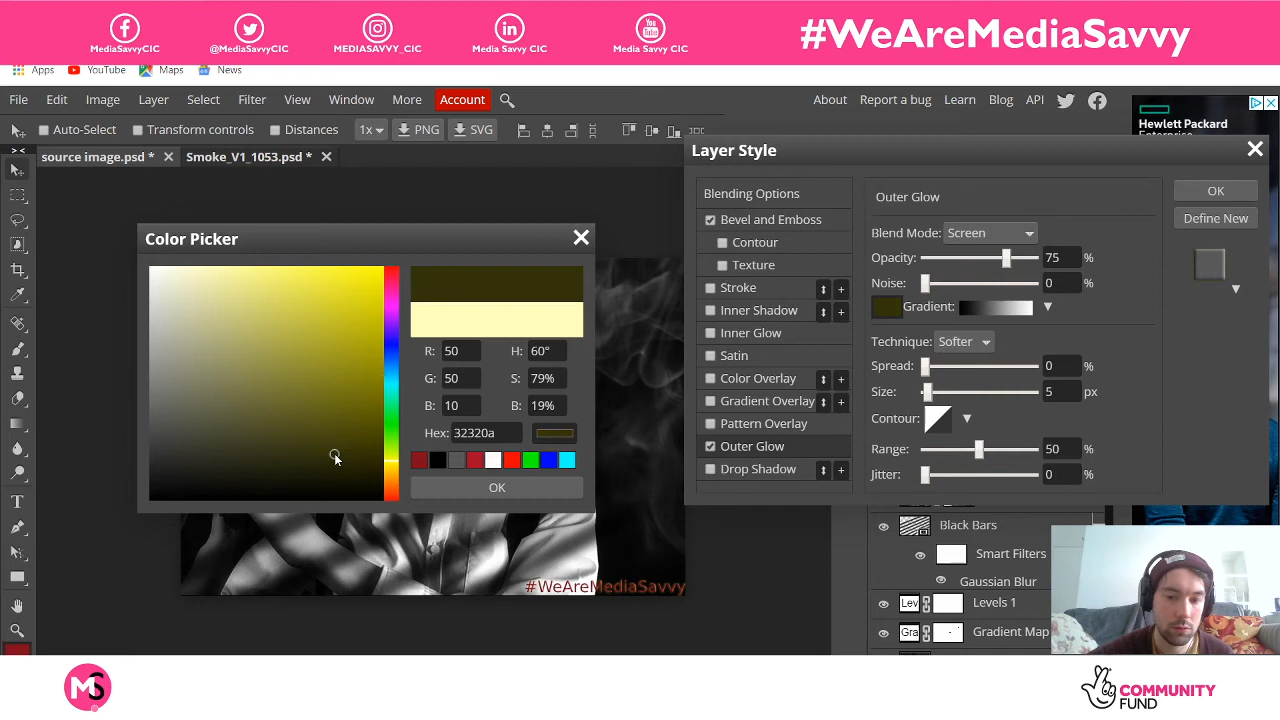 MediaSavvyCIC
@MediaSavvyCIC
MEDIASAVVY_CIC
Media Savvy CIC
You Tube
Media Savvy CIC
#WeAreMediaSavvy
Apps YouTube Maps News
File Edit Image Layer Select Filter View Window More Account
About Report a bug Learn Blog API
Auto-Select Transform controls Distances 1x PNG SVG
Hewlett Packard
Enterprise
source image.psd * Smoke_V1_1053.psd *
Layer Style
Blending Options
Bevel and Emboss
Contour
Texture
Stroke
Inner Shadow
Inner Glow
Satin
Color Overlay
Gradient Overlay
Pattern Overlay
Outer Glow
Drop Shadow
Outer Glow
Blend Mode: Screen
Opacity: 75 %
Noise: 0 %
Gradient:
Technique: Softer
Spread: 0 %
Size: 5 px
Contour:
Range: 50 %
Jitter: 0 %
OK
Define New
Color Picker
R: 50 H: 60°
G: 50 S: 79%
B: 10 B: 19%
Hex: 32320a
OK
#WeAreMediaSavvy
Black Bars
Smart Filters
Gaussian Blur
Lev Levels 1
Gra Gradient Map
MS
COMMUNITY
FUND